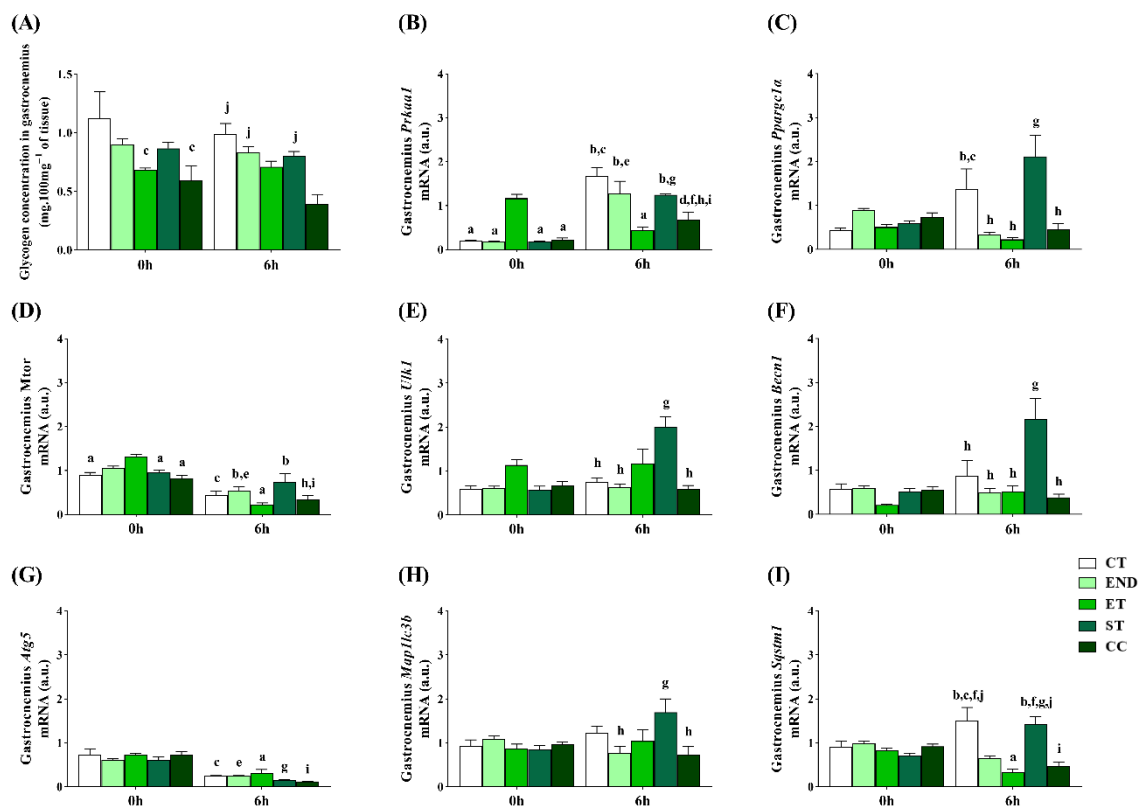 (A)
Glycogen concentration in gastrocnemius
(mg.100mg⁻¹ of tissue)
1.5
1.0
0.5
0.0
c
c
j
j
j
0h
6h
(B)
Gastrocnemius Prkaa1
mRNA (a.u.)
4
3
2
1
0
a
a
a
a
b,c
b,e
a
b,g
d,f,h,i
0h
6h
(C)
Gastrocnemius Ppargc1a
mRNA (a.u.)
4
3
2
1
0
b,c
h
h
g
h
0h
6h
(D)
Gastrocnemius Mtor
mRNA (a.u.)
4
3
2
1
0
a
a
a
c
b,e
a
b
h,i
0h
6h
(E)
Gastrocnemius Ulk1
mRNA (a.u.)
4
3
2
1
0
h
h
g
h
0h
6h
(F)
Gastrocnemius Becn1
mRNA (a.u.)
4
3
2
1
0
h
h
h
g
h
0h
6h
(G)
Gastrocnemius Atg5
mRNA (a.u.)
4
3
2
1
0
c
e
a
g
i
0h
6h
(H)
Gastrocnemius Map1lc3b
mRNA (a.u.)
4
3
2
1
0
h
g
h
0h
6h
(I)
Gastrocnemius Sqstm1
mRNA (a.u.)
4
3
2
1
0
b,c,f,j
a
b,f,g,j
i
0h
6h
CT
END
ET
ST
CC